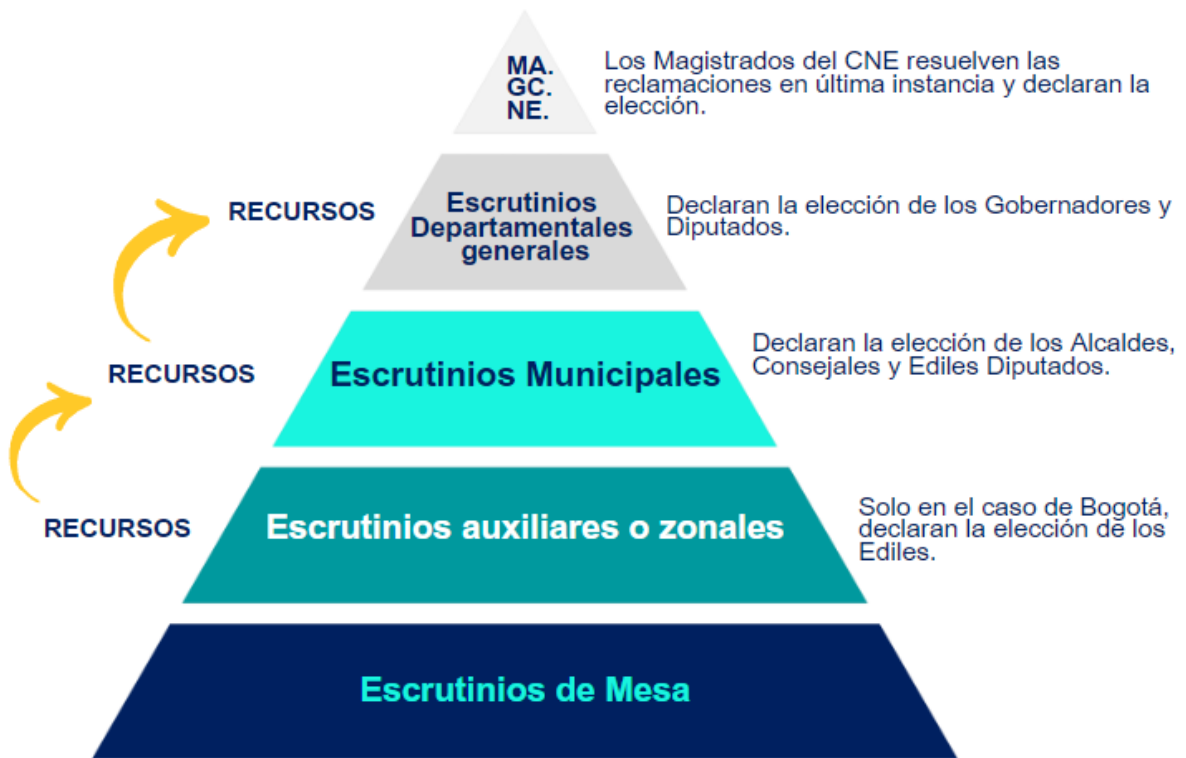 MA.
GC.
NE.
Los Magistrados del CNE resuelven las
reclamaciones en última instancia y declaran la
elección.
RECURSOS
Escrutinios
Departamentales
generales
Declaran la elección de los Gobernadores y
Diputados.
RECURSOS
Escrutinios Municipales
Declaran la elección de los Alcaldes,
Consejales y Ediles Diputados.
RECURSOS
Escrutinios auxiliares o zonales
Solo en el caso de Bogotá,
declaran la elección de los
Ediles.
Escrutinios de Mesa